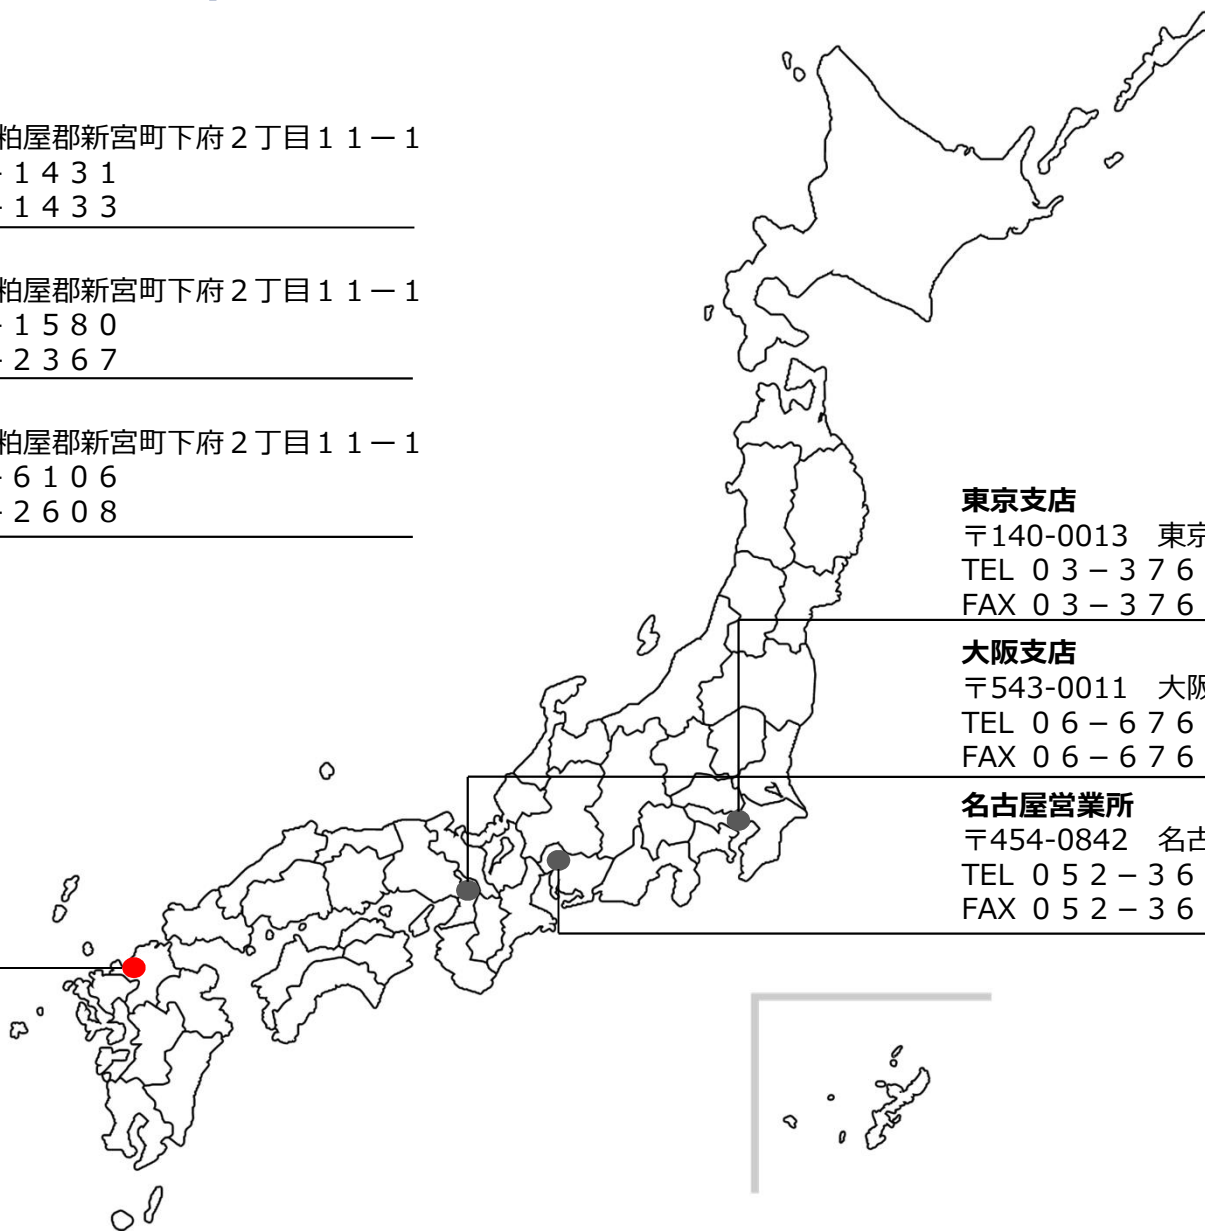 粕屋郡新宮町下府２丁目１１－１
－１４３１
－１４３３
粕屋郡新宮町下府２丁目１１－１
－１５８０
－２３６７
粕屋郡新宮町下府２丁目１１－１
－６１０６
－２６０８
東京支店
〒140-0013　東京
TEL ０３－３７６
FAX ０３－３７６
大阪支店
〒543-0011　大阪
TEL ０６－６７６
FAX ０６－６７６
名古屋営業所
〒454-0842　名古
TEL ０５２－３６
FAX ０５２－３６